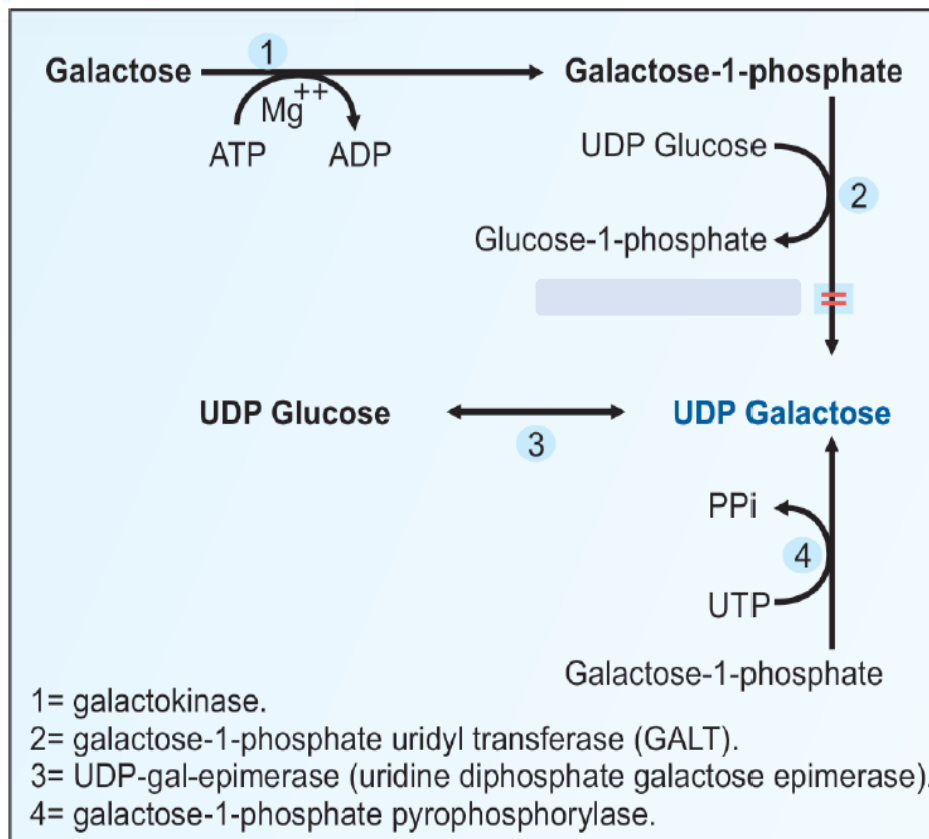 1
Galactose
Galactose-1-phosphate
Mg++
ATP
ADP
UDP Glucose
2
Glucose-1-phosphate
=
UDP Glucose
UDP Galactose
3
PPi
4
UTP
Galactose-1-phosphate
1= galactokinase.
2= galactose-1-phosphate uridyl transferase (GALT).
3= UDP-gal-epimerase (uridine diphosphate galactose epimerase).
4= galactose-1-phosphate pyrophosphorylase.